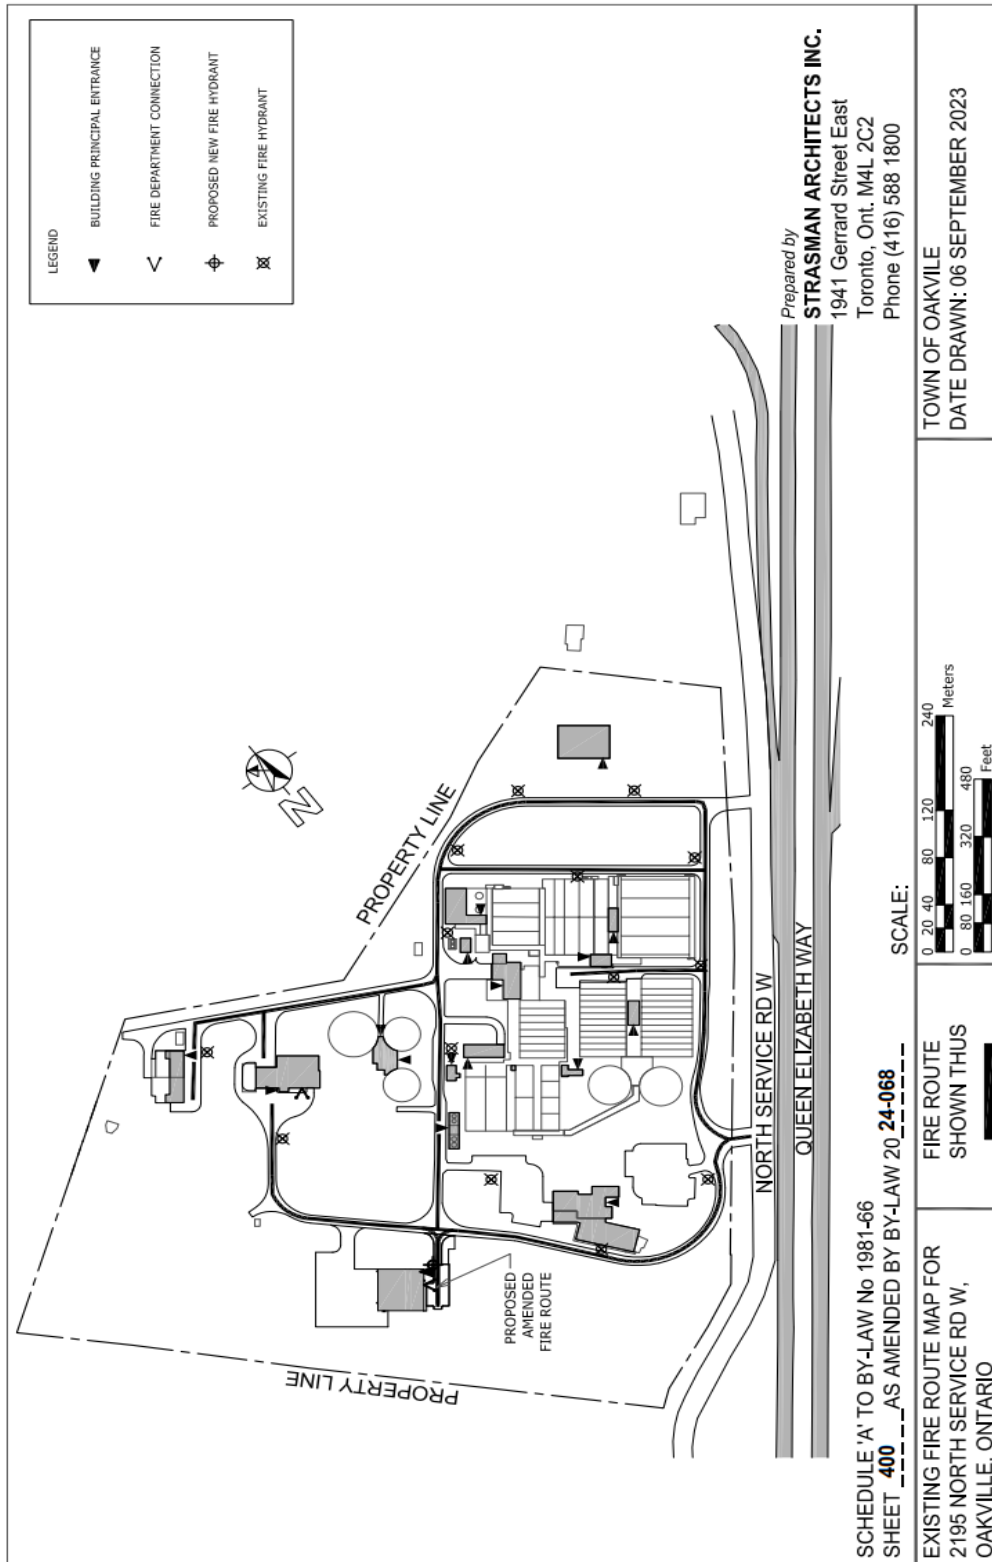 LEGEND
BUILDING PRINCIPAL ENTRANCE
FIRE DEPARTMENT CONNECTION
PROPOSED NEW FIRE HYDRANT
EXISTING FIRE HYDRANT
N
PROPERTY LINE
PROPERTY LINE
PROPOSED
AMENDED
FIRE ROUTE
NORTH SERVICE RD W
QUEEN ELIZABETH WAY
Prepared by
STRASMAN ARCHITECTS INC.
1941 Gerrard Street East
Toronto, Ont. M4L 2C2
Phone (416) 588 1800
SCHEDULE 'A' TO BY-LAW No 1981-66
SHEET 400 AS AMENDED BY BY-LAW 20 24-068
EXISTING FIRE ROUTE MAP FOR
2195 NORTH SERVICE RD W,
OAKVILLE, ONTARIO
FIRE ROUTE
SHOWN THUS
SCALE:
0 20 40 80 120 240
Meters
0 80 160 320 480
Feet
TOWN OF OAKVILE
DATE DRAWN: 06 SEPTEMBER 2023